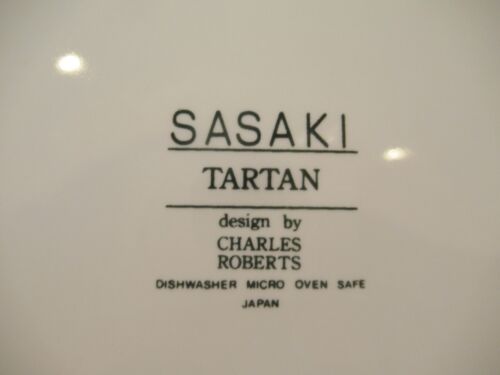 SASAKI
TARTAN
design by
CHARLES
ROBERTS
DISHWASHER MICRO OVEN SAFE
JAPAN